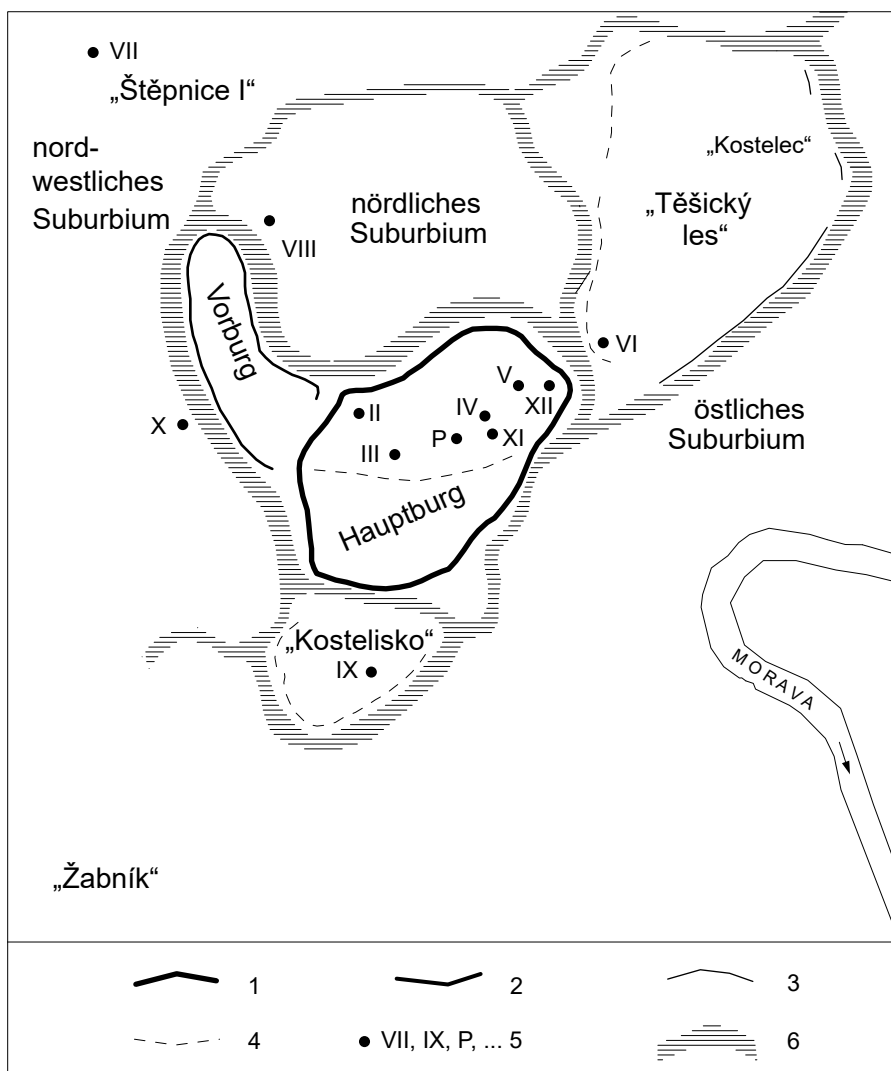 VII
„Štěpnice I“
nord-
westliches
Suburbium
VIII
nördliches
Suburbium
„Kostelec“
„Těšický
les“
Vorburg
VI
V
XII
II
IV
X
III
P
XI
östliches
Suburbium
Hauptburg
„Kostelisko“
IX
MORAVA
„Žabník“
1
2
3
4
VII, IX, P, ... 5
6